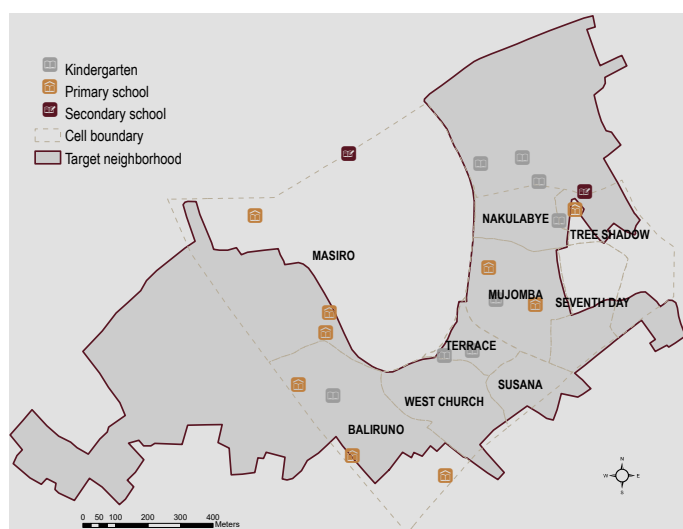 Kindergarten
Primary school
Secondary school
Cell boundary
Target neighborhood
NAKULABYE
TREE SHADOW
MASIRO
MUJOMBA
SEVENTH DAY
TERRACE
SUSANA
WEST CHURCH
BALIRUNO
N
W E
S
0 50 100 200 300 400
Meters